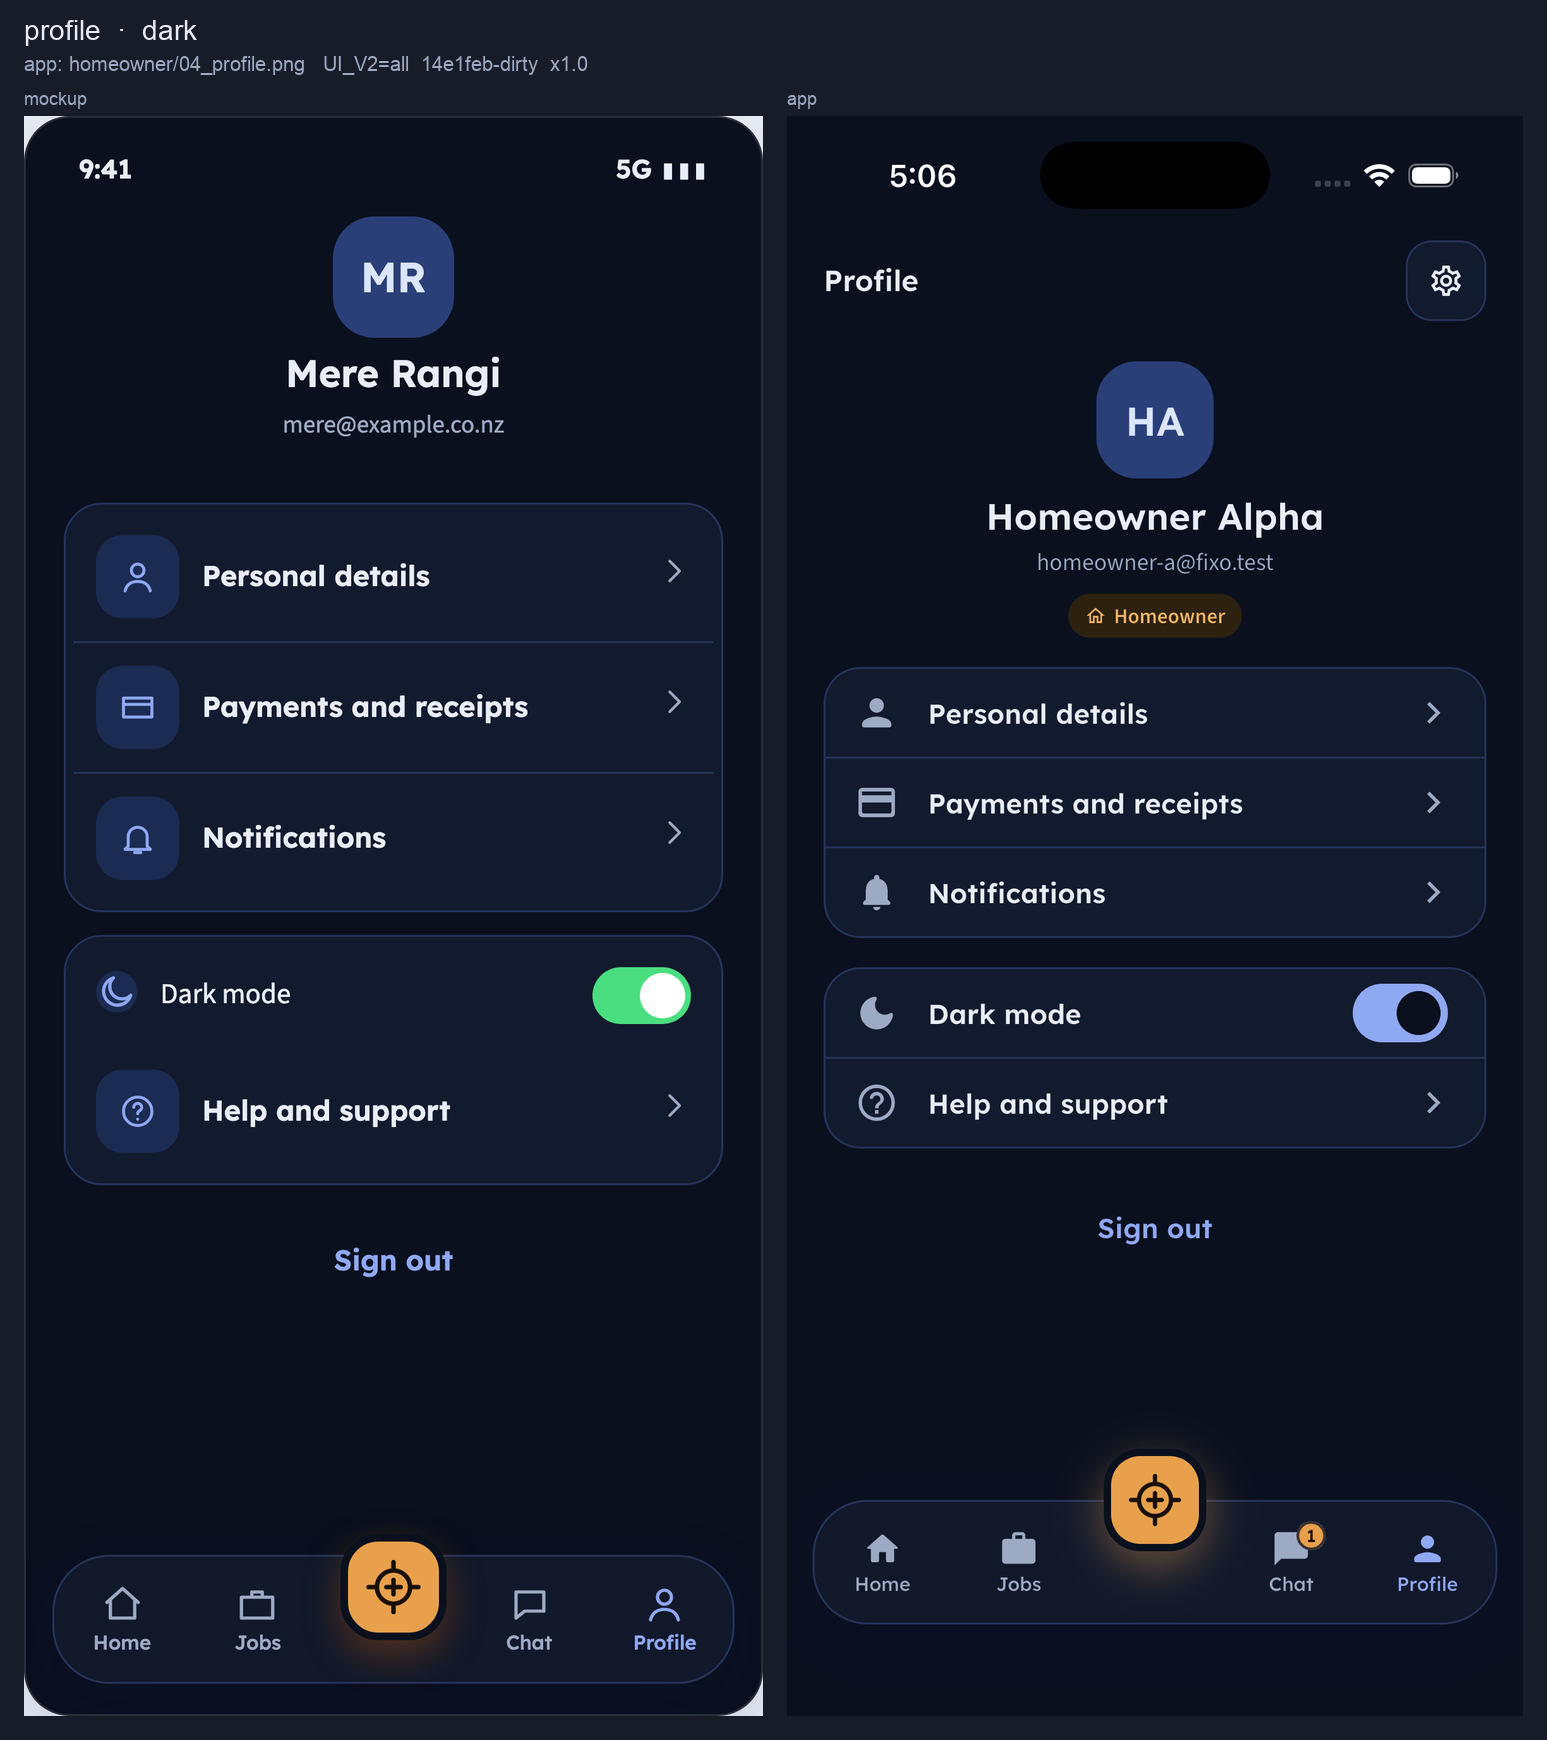 profile · dark
app: homeowner/04_profile.png UI_V2=all 14e1feb-dirty x1.0
mockup
9:41
5G
MR
Mere Rangi
mere@example.co.nz
Personal details
Payments and receipts
Notifications
Dark mode
Help and support
Sign out
Home
Jobs
Chat
Profile
app
5:06
Profile
HA
Homeowner Alpha
homeowner-a@fixo.test
Homeowner
Personal details
Payments and receipts
Notifications
Dark mode
Help and support
Sign out
1
Home
Jobs
Chat
Profile